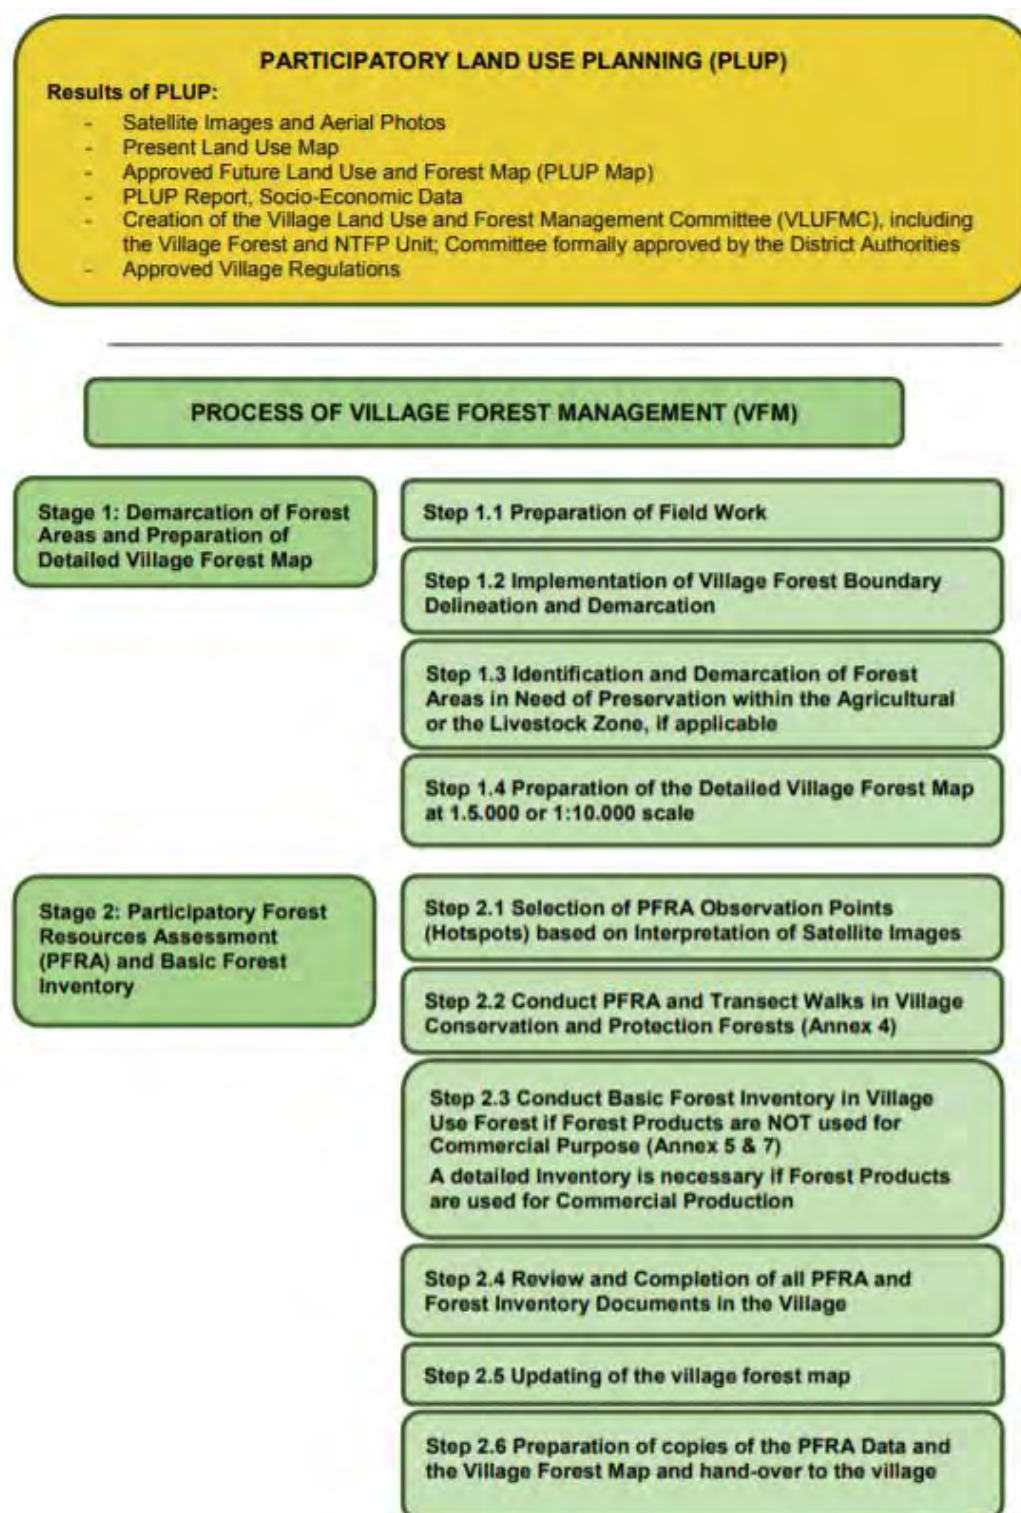 PARTICIPATORY LAND USE PLANNING (PLUP)
Results of PLUP:
- Satellite Images and Aerial Photos
- Present Land Use Map
- Approved Future Land Use and Forest Map (PLUP Map)
- PLUP Report, Socio-Economic Data
- Creation of the Village Land Use and Forest Management Committee (VLUFMC), including
the Village Forest and NTFP Unit; Committee formally approved by the District Authorities
- Approved Village Regulations
PROCESS OF VILLAGE FOREST MANAGEMENT (VFM)
Stage 1: Demarcation of Forest
Areas and Preparation of
Detailed Village Forest Map
Step 1.1 Preparation of Field Work
Step 1.2 Implementation of Village Forest Boundary
Delineation and Demarcation
Step 1.3 Identification and Demarcation of Forest
Areas in Need of Preservation within the Agricultural
or the Livestock Zone, if applicable
Step 1.4 Preparation of the Detailed Village Forest Map
at 1.5.000 or 1:10.000 scale
Stage 2: Participatory Forest
Resources Assessment
(PFRA) and Basic Forest
Inventory
Step 2.1 Selection of PFRA Observation Points
(Hotspots) based on Interpretation of Satellite Images
Step 2.2 Conduct PFRA and Transect Walks in Village
Conservation and Protection Forests (Annex 4)
Step 2.3 Conduct Basic Forest Inventory in Village
Use Forest if Forest Products are NOT used for
Commercial Purpose (Annex 5 & 7)
A detailed Inventory is necessary if Forest Products
are used for Commercial Production
Step 2.4 Review and Completion of all PFRA and
Forest Inventory Documents in the Village
Step 2.5 Updating of the village forest map
Step 2.6 Preparation of copies of the PFRA Data and
the Village Forest Map and hand-over to the village